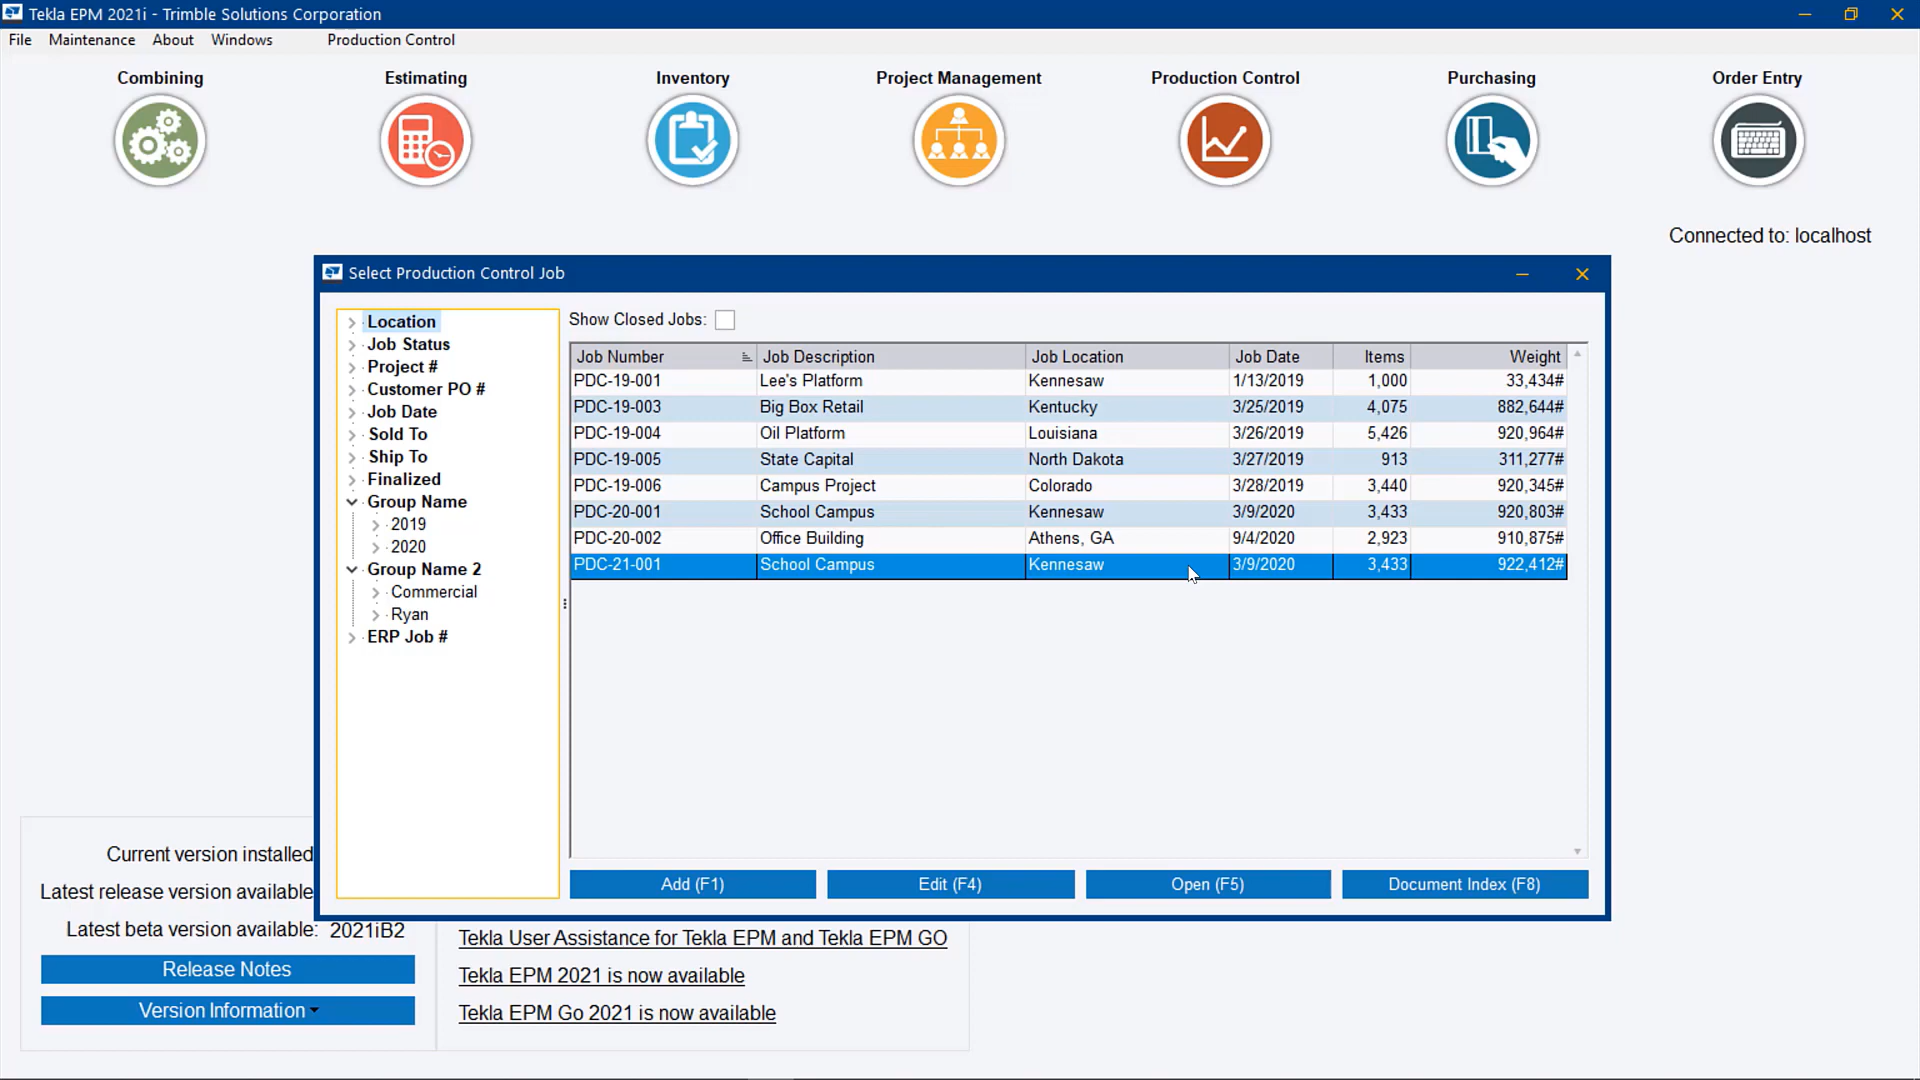 Tekla EPM 2021i - Trimble Solutions Corporation
File Maintenance About Windows Production Control
Combining Estimating Inventory Project Management Production Control Purchasing Order Entry
Connected to: localhost
Select Production Control Job
Location
Job Status
Project #
Customer PO #
Job Date
Sold To
Ship To
Finalized
Group Name
2019
2020
Group Name 2
Commercial
Ryan
ERP Job #
Show Closed Jobs:
Job Number Job Description Job Location Job Date Items Weight
PDC-19-001 Lee's Platform Kennesaw 1/13/2019 1,000 33,434#
PDC-19-003 Big Box Retail Kentucky 3/25/2019 4,075 882,644#
PDC-19-004 Oil Platform Louisiana 3/26/2019 5,426 920,964#
PDC-19-005 State Capital North Dakota 3/27/2019 913 311,277#
PDC-19-006 Campus Project Colorado 3/28/2019 3,440 920,345#
PDC-20-001 School Campus Kennesaw 3/9/2020 3,433 920,803#
PDC-20-002 Office Building Athens, GA 9/4/2020 2,923 910,875#
PDC-21-001 School Campus Kennesaw 3/9/2020 3,433 922,412#
Add (F1) Edit (F4) Open (F5) Document Index (F8)
Current version installed
Latest release version available
Latest beta version available: 2021iB2
Release Notes
Version Information
Tekla User Assistance for Tekla EPM and Tekla EPM GO
Tekla EPM 2021 is now available
Tekla EPM Go 2021 is now available